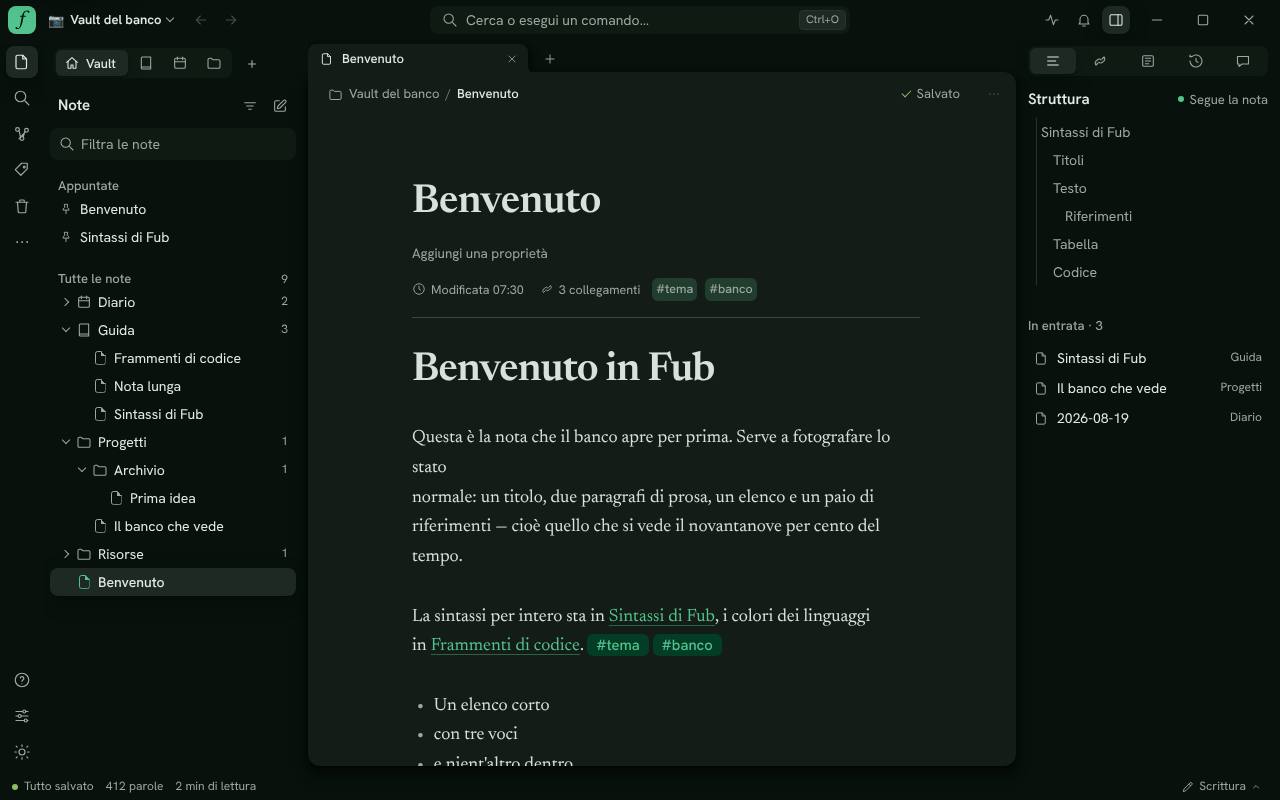 Vault del banco
Cerca o esegui un comando...
Ctrl+O
Vault
Note
Filtra le note
Appuntate
Benvenuto
Sintassi di Fub
Tutte le note 9
Diario 2
Guida 3
Frammenti di codice
Nota lunga
Sintassi di Fub
Progetti 1
Archivio 1
Prima idea
Il banco che vede
Risorse 1
Benvenuto
Tutto salvato 412 parole 2 min di lettura
Benvenuto
Vault del banco / Benvenuto
Salvato
Benvenuto
Aggiungi una proprietà
Modificata 07:30 3 collegamenti #tema #banco
Benvenuto in Fub
Questa è la nota che il banco apre per prima. Serve a fotografare lo
stato
normale: un titolo, due paragrafi di prosa, un elenco e un paio di
riferimenti — cioè quello che si vede il novantanove per cento del
tempo.
La sintassi per intero sta in Sintassi di Fub, i colori dei linguaggi
in Frammenti di codice. #tema #banco
• Un elenco corto
• con tre voci
• e nient'altro dentro
Struttura
Segue la nota
Sintassi di Fub
Titoli
Testo
Riferimenti
Tabella
Codice
In entrata · 3
Sintassi di Fub Guida
Il banco che vede Progetti
2026-08-19 Diario
Scrittura